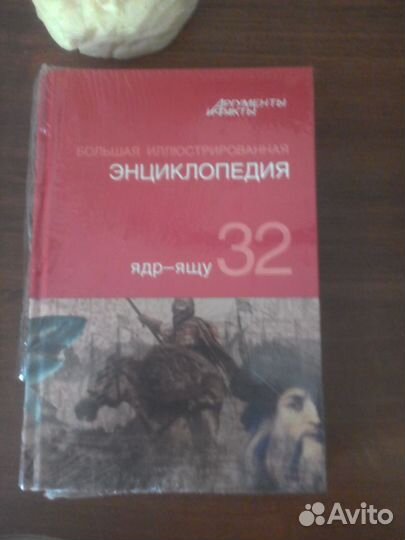 АРГУМЕНТЫ
И ФАКТЫ
БОЛЬШАЯ ИЛЛЮСТРИРОВАННАЯ
ЭНЦИКЛОПЕДИЯ
ЯДР–ЯЩУ 32
Avito